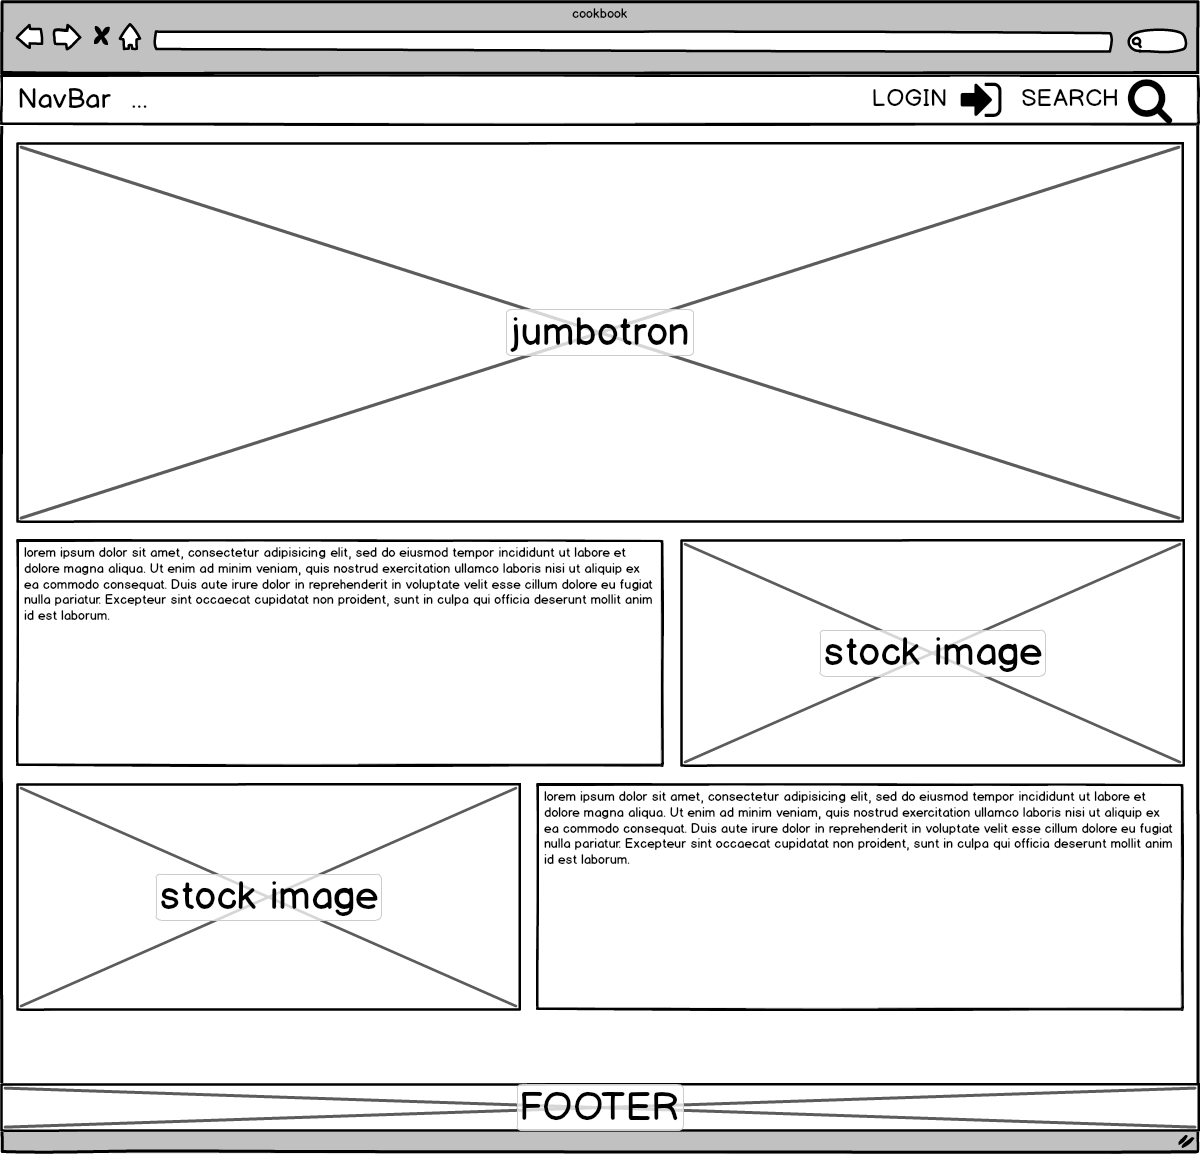 cookbook
NavBar ... LOGIN SEARCH
jumbotron
lorem ipsum dolor sit amet, consectetur adipisicing elit, sed do eiusmod tempor incididunt ut labore et
dolore magna aliqua. Ut enim ad minim veniam, quis nostrud exercitation ullamco laboris nisi ut aliquip ex
ea commodo consequat. Duis aute irure dolor in reprehenderit in voluptate velit esse cillum dolore eu fugiat
nulla pariatur. Excepteur sint occaecat cupidatat non proident, sunt in culpa qui officia deserunt mollit anim
id est laborum.
stock image
stock image
lorem ipsum dolor sit amet, consectetur adipisicing elit, sed do eiusmod tempor incididunt ut labore et
dolore magna aliqua. Ut enim ad minim veniam, quis nostrud exercitation ullamco laboris nisi ut aliquip ex
ea commodo consequat. Duis aute irure dolor in reprehenderit in voluptate velit esse cillum dolore eu fugiat
nulla pariatur. Excepteur sint occaecat cupidatat non proident, sunt in culpa qui officia deserunt mollit anim
id est laborum.
FOOTER